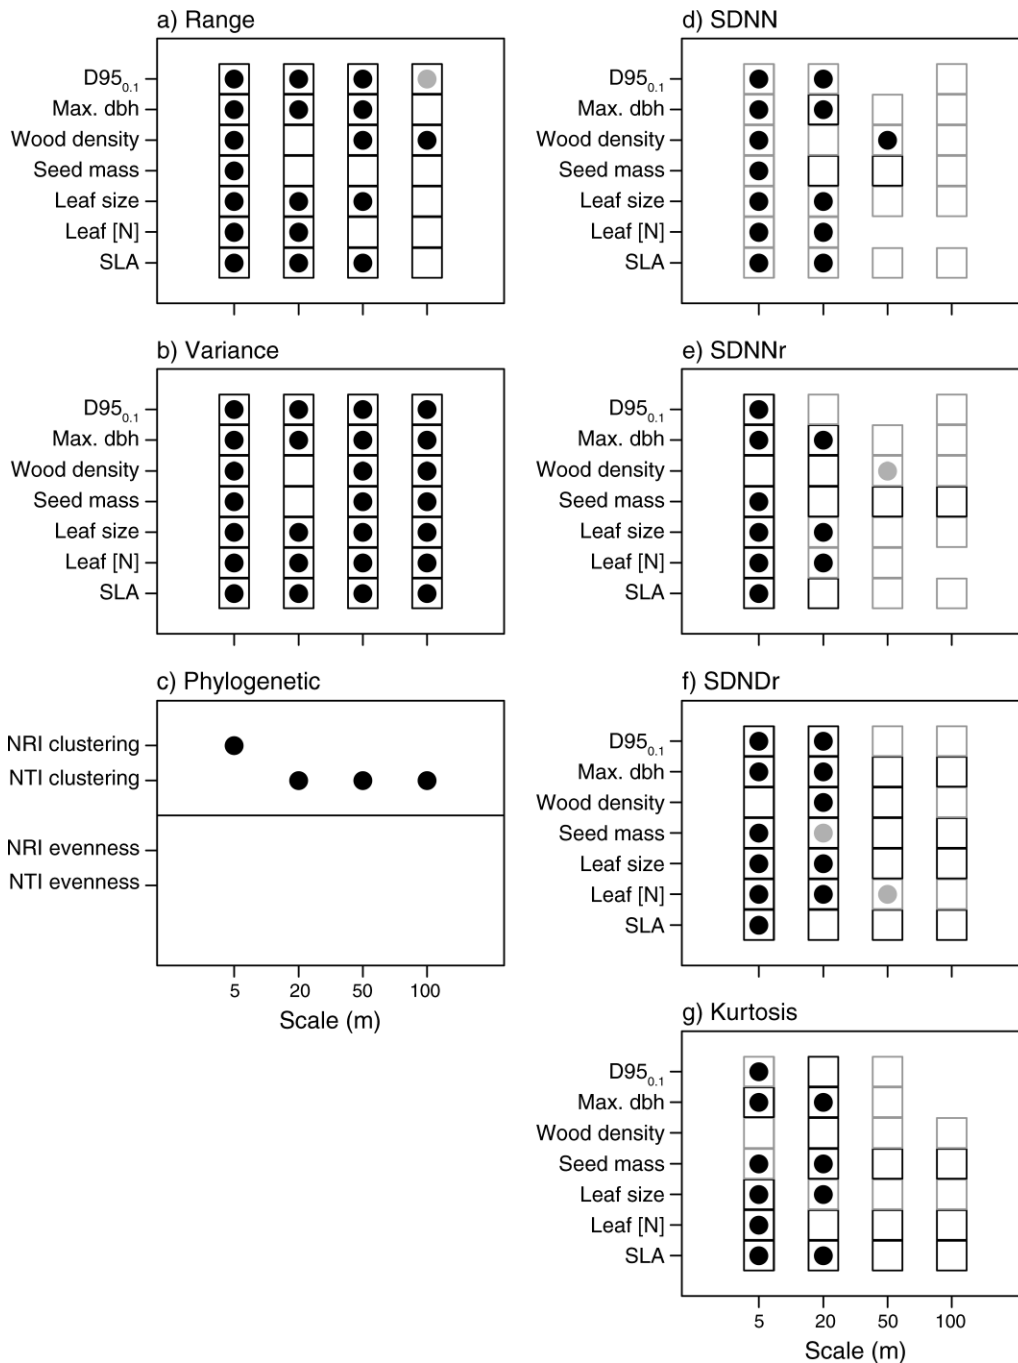 a) Range
D95₀.₁
Max. dbh
Wood density
Seed mass
Leaf size
Leaf [N]
SLA
b) Variance
D95₀.₁
Max. dbh
Wood density
Seed mass
Leaf size
Leaf [N]
SLA
c) Phylogenetic
NRI clustering
NTI clustering
NRI evenness
NTI evenness
5 20 50 100
Scale (m)
d) SDNN
D95₀.₁
Max. dbh
Wood density
Seed mass
Leaf size
Leaf [N]
SLA
e) SDNNr
D95₀.₁
Max. dbh
Wood density
Seed mass
Leaf size
Leaf [N]
SLA
f) SDNDr
D95₀.₁
Max. dbh
Wood density
Seed mass
Leaf size
Leaf [N]
SLA
g) Kurtosis
D95₀.₁
Max. dbh
Wood density
Seed mass
Leaf size
Leaf [N]
SLA
5 20 50 100
Scale (m)